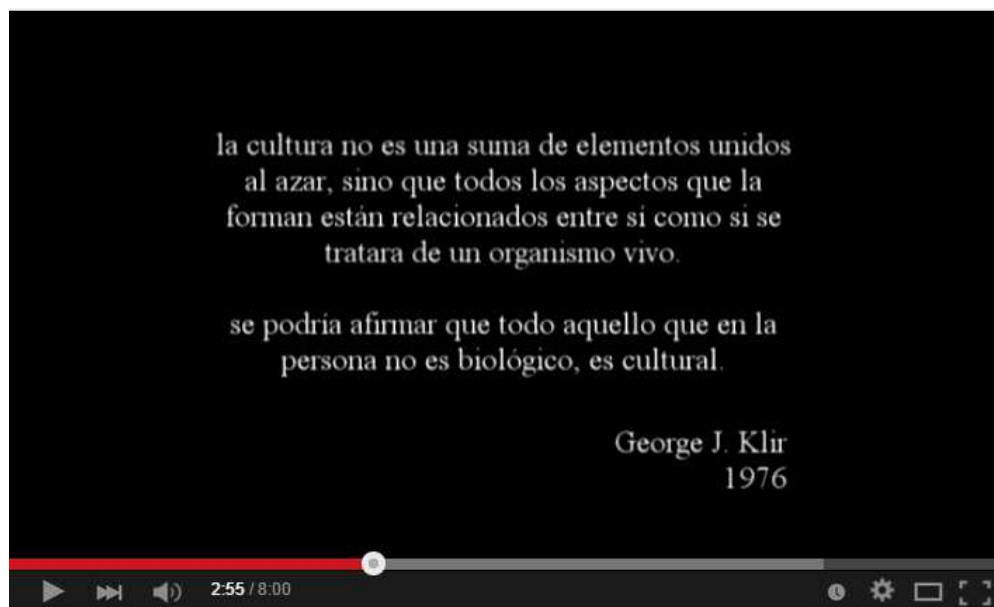 la cultura no es una suma de elementos unidos
al azar, sino que todos los aspectos que la
forman están relacionados entre sí como si se
tratara de un organismo vivo.
se podría afirmar que todo aquello que en la
persona no es biológico, es cultural.
George J. Klir
1976
2:55 / 8:00